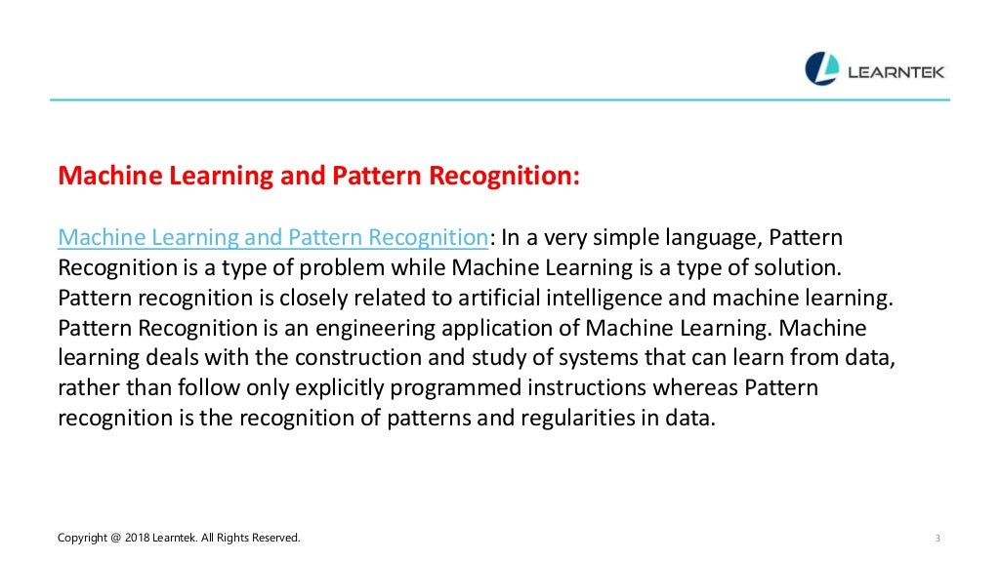 LEARNTEK
Machine Learning and Pattern Recognition:
Machine Learning and Pattern Recognition: In a very simple language, Pattern
Recognition is a type of problem while Machine Learning is a type of solution.
Pattern recognition is closely related to artificial intelligence and machine learning.
Pattern Recognition is an engineering application of Machine Learning. Machine
learning deals with the construction and study of systems that can learn from data,
rather than follow only explicitly programmed instructions whereas Pattern
recognition is the recognition of patterns and regularities in data.
Copyright @ 2018 Learntek. All Rights Reserved.
3